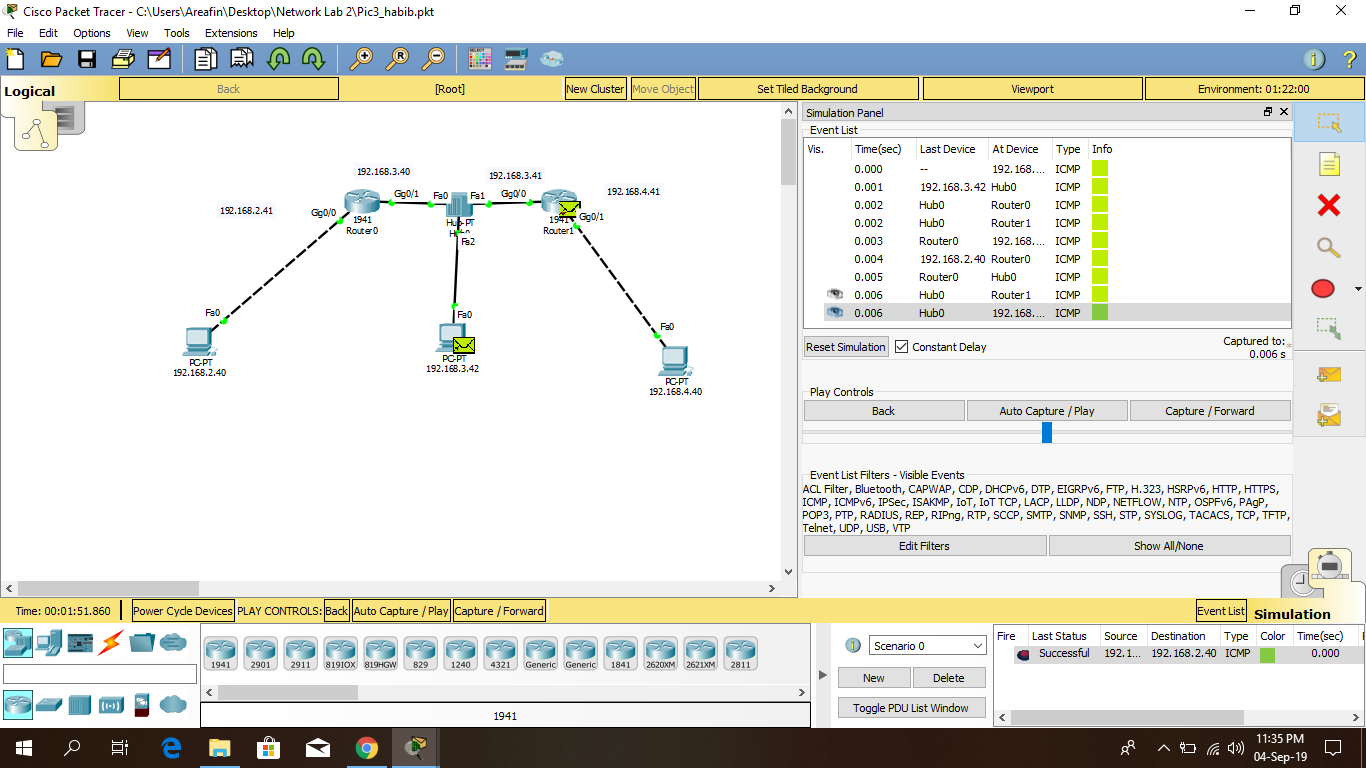 Cisco Packet Tracer - C:\Users\Areafin\Desktop\Network Lab 2\Pic3_habib.pkt
File Edit Options View Tools Extensions Help
Logical Back [Root] New Cluster Move Object Set Tiled Background Viewport Environment: 01:22:00
192.168.3.40
192.168.3.41
192.168.4.41
192.168.2.41
Gg0/1 Fa0 Fa1 Gg0/0
Gg0/0 Gg0/1
1941
Router0
Hub-PT
Hub0
1941
Router1
Fa2
Fa0
Fa0
Fa0
PC-PT
192.168.2.40
PC-PT
192.168.3.42
PC-PT
192.168.4.40
Simulation Panel
Event List
Vis. Time(sec) Last Device At Device Type Info
0.000 -- 192.168.... ICMP
0.001 192.168.3.42 Hub0 ICMP
0.002 Hub0 Router0 ICMP
0.002 Hub0 Router1 ICMP
0.003 Router0 192.168.... ICMP
0.004 192.168.2.40 Router0 ICMP
0.005 Router0 Hub0 ICMP
0.006 Hub0 Router1 ICMP
0.006 Hub0 192.168.... ICMP
Reset Simulation Constant Delay Captured to:
0.006 s
Play Controls
Back Auto Capture / Play Capture / Forward
Event List Filters - Visible Events
ACL Filter, Bluetooth, CAPWAP, CDP, DHCPv6, DTP, EIGRPv6, FTP, H.323, HSRPv6, HTTP, HTTPS,
ICMP, ICMPv6, IPSec, ISAKMP, IoT, IoT TCP, LACP, LLDP, NDP, NETFLOW, NTP, OSPFv6, PAgP,
POP3, PTP, RADIUS, REP, RIPng, RTP, SCCP, SMTP, SNMP, SSH, STP, SYSLOG, TACACS, TCP, TFTP,
Telnet, UDP, USB, VTP
Edit Filters Show All/None
Time: 00:01:51.860 Power Cycle Devices PLAY CONTROLS: Back Auto Capture / Play Capture / Forward Event List Simulation
1941 2901 2911 819IOX 819HGW 829 1240 4321 Generic Generic 1841 2620XM 2621XM 2811
1941
Scenario 0
New Delete
Toggle PDU List Window
Fire Last Status Source Destination Type Color Time(sec)
Successful 192.1... 192.168.2.40 ICMP 0.000
11:35 PM
04-Sep-19